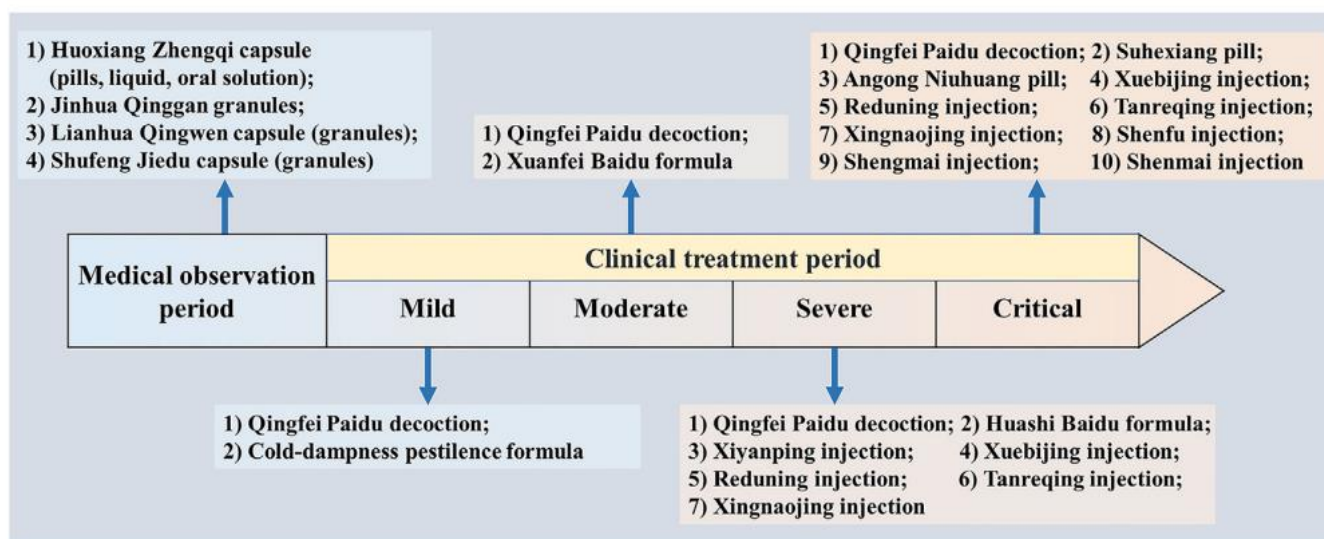 1) Huoxiang Zhengqi capsule
(pills, liquid, oral solution);
2) Jinhua Qinggan granules;
3) Lianhua Qingwen capsule (granules);
4) Shufeng Jiedu capsule (granules)
1) Qingfei Paidu decoction;
2) Xuanfei Baidu formula
1) Qingfei Paidu decoction; 2) Suhexiang pill;
3) Angong Niuhuang pill; 4) Xuebijing injection;
5) Reduning injection; 6) Tanreqing injection;
7) Xingnaojing injection; 8) Shenfu injection;
9) Shengmai injection; 10) Shenmai injection
Medical observation
period
Clinical treatment period
Mild
Moderate
Severe
Critical
1) Qingfei Paidu decoction;
2) Cold-dampness pestilence formula
1) Qingfei Paidu decoction; 2) Huashi Baidu formula;
3) Xiyanping injection; 4) Xuebijing injection;
5) Reduning injection; 6) Tanreqing injection;
7) Xingnaojing injection